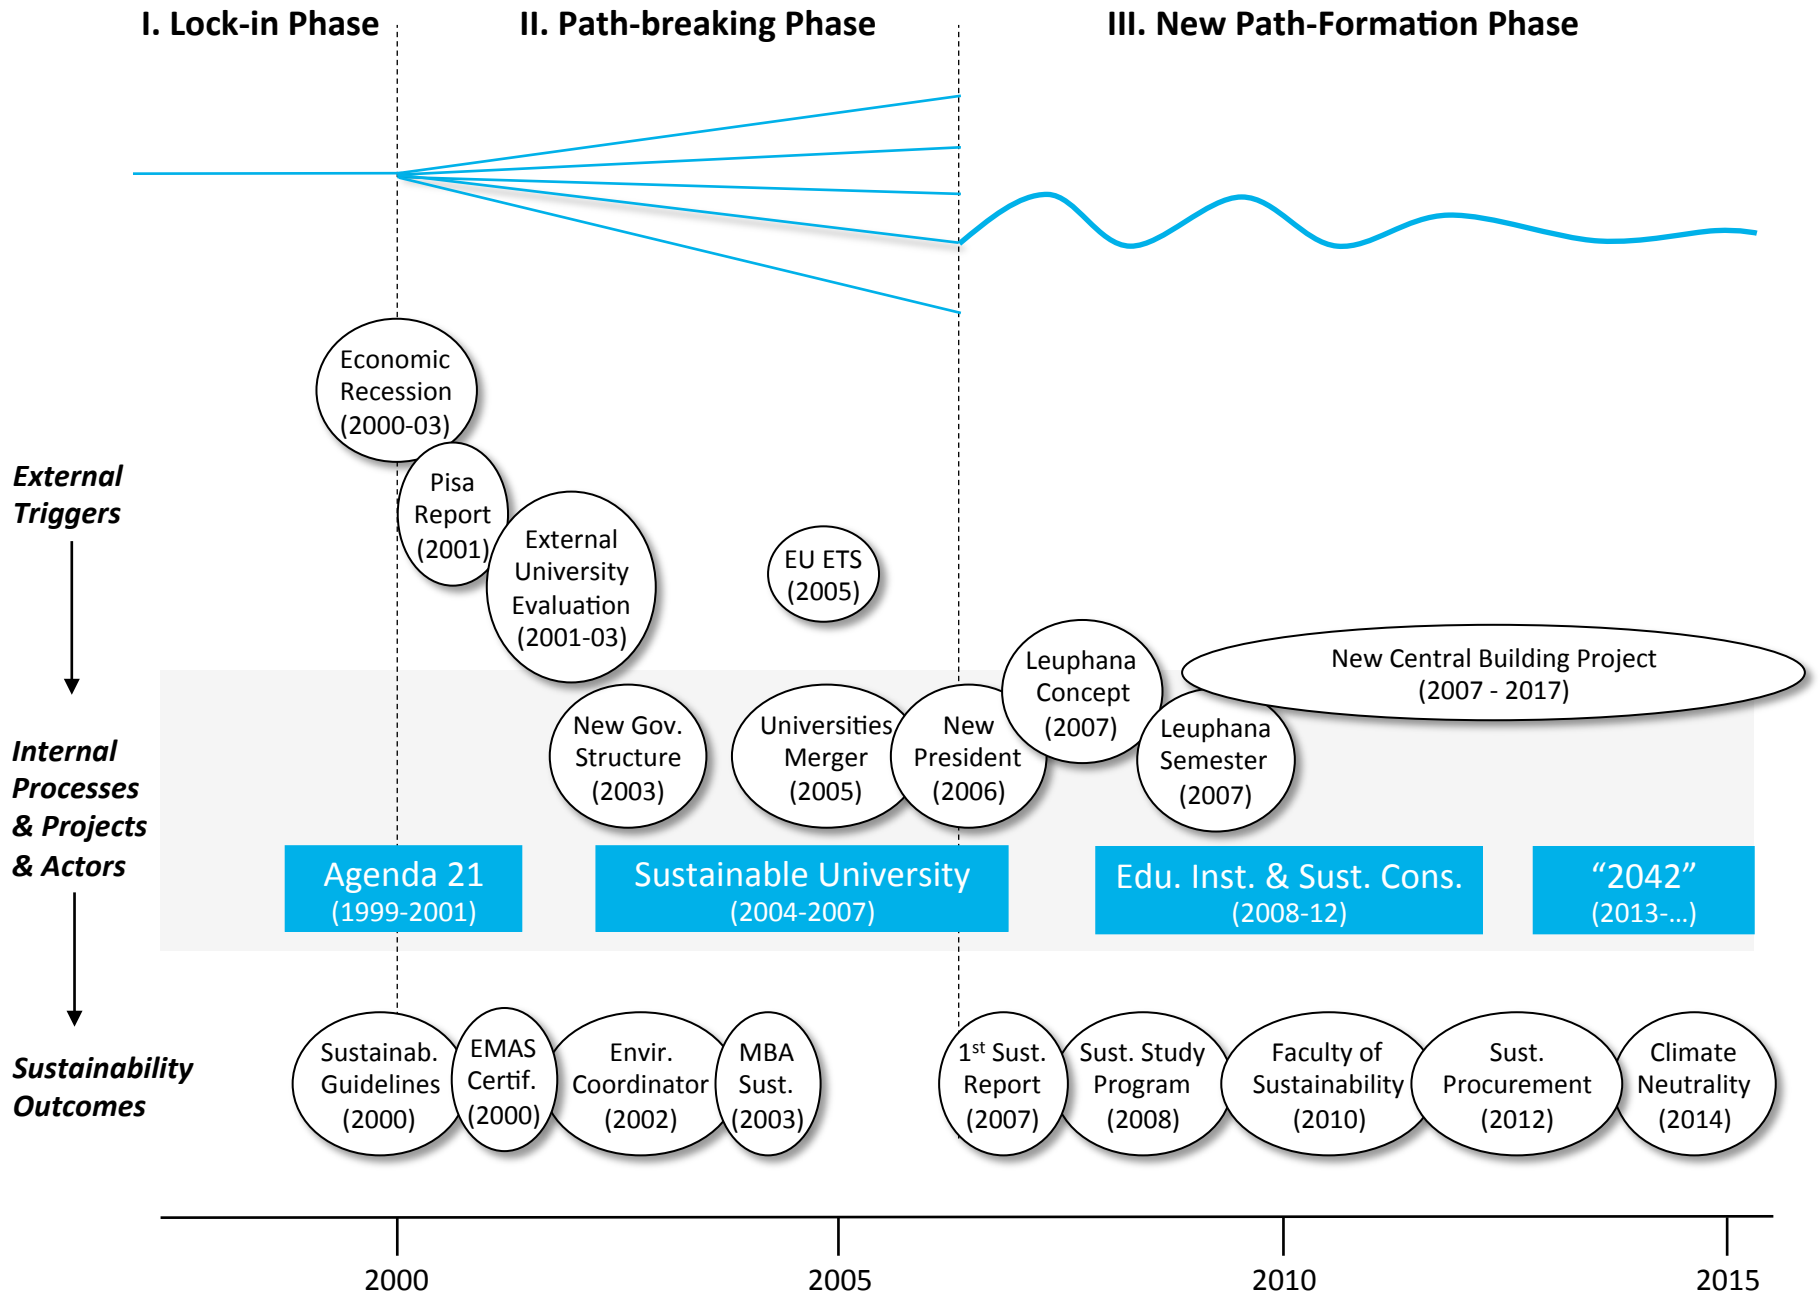 I. Lock-in Phase
II. Path-breaking Phase
III. New Path-Formation Phase
External
Triggers
Economic
Recession
(2000-03)
Pisa
Report
(2001)
External
University
Evaluation
(2001-03)
EU ETS
(2005)
Internal
Processes
& Projects
& Actors
New Gov.
Structure
(2003)
Universities
Merger
(2005)
New
President
(2006)
Leuphana
Concept
(2007)
Leuphana
Semester
(2007)
New Central Building Project
(2007 - 2017)
Agenda 21
(1999-2001)
Sustainable University
(2004-2007)
Edu. Inst. & Sust. Cons.
(2008-12)
“2042”
(2013-...)
Sustainability
Outcomes
Sustainab.
Guidelines
(2000)
EMAS
Certif.
(2000)
Envir.
Coordinator
(2002)
MBA
Sust.
(2003)
1st Sust.
Report
(2007)
Sust. Study
Program
(2008)
Faculty of
Sustainability
(2010)
Sust.
Procurement
(2012)
Climate
Neutrality
(2014)
2000
2005
2010
2015